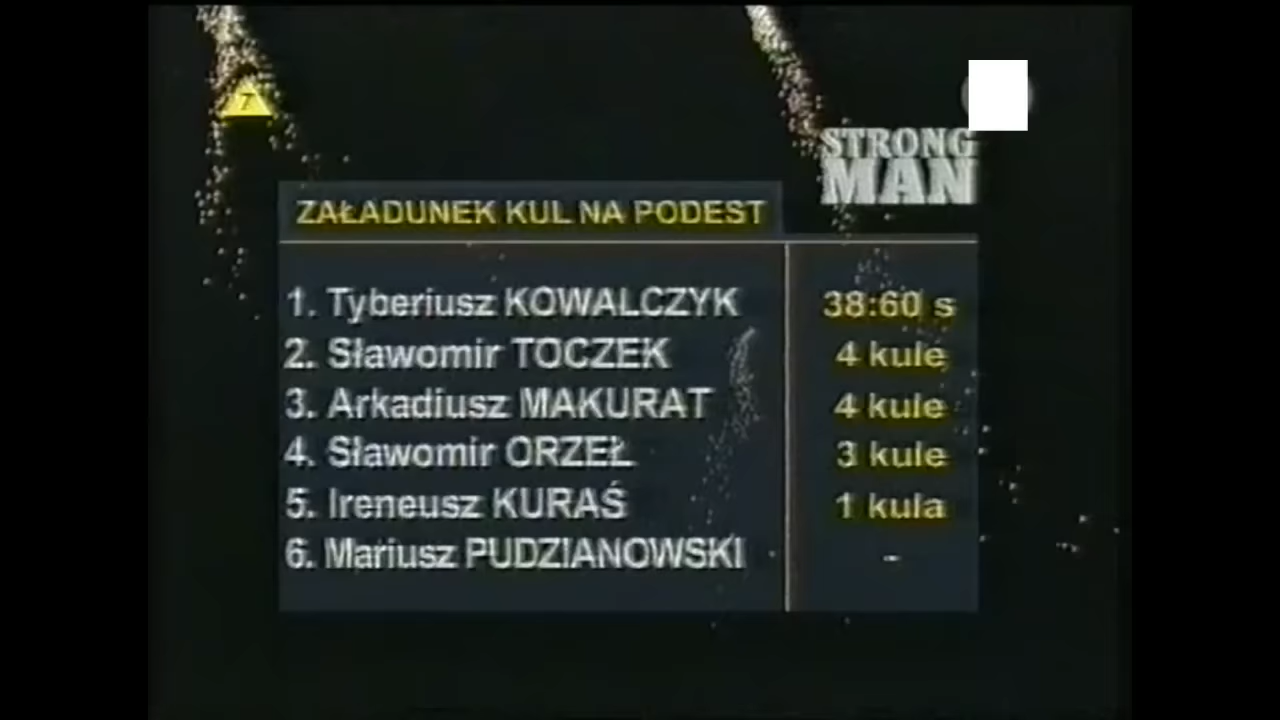 7
STRONG
MAN
ZAŁADUNEK KUL NA PODEST
1. Tyberiusz KOWALCZYK 38:60 s
2. Sławomir TOCZEK 4 kule
3. Arkadiusz MAKURAT 4 kule
4. Sławomir ORZEŁ 3 kule
5. Ireneusz KURAŚ 1 kula
6. Mariusz PUDZIANOWSKI -